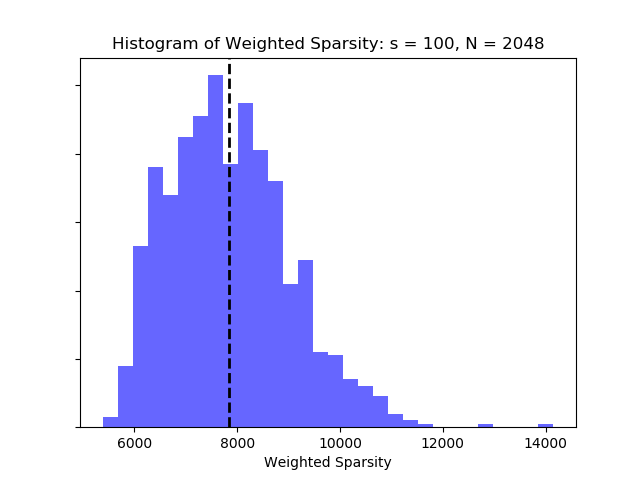 Histogram of Weighted Sparsity: s = 100, N = 2048
6000 8000 10000 12000 14000
Weighted Sparsity